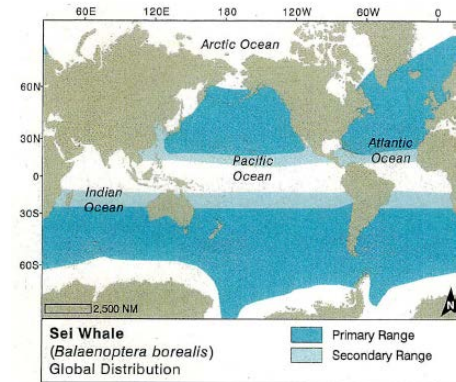 20E 60E 120E 180 120W 60W 0
Arctic Ocean
60N
30N
Atlantic
Ocean
Pacific
Ocean
0
Indian
Ocean
30S
60S
2,500 NM
N
Sei Whale
(Balaenoptera borealis)
Global Distribution
Primary Range
Secondary Range